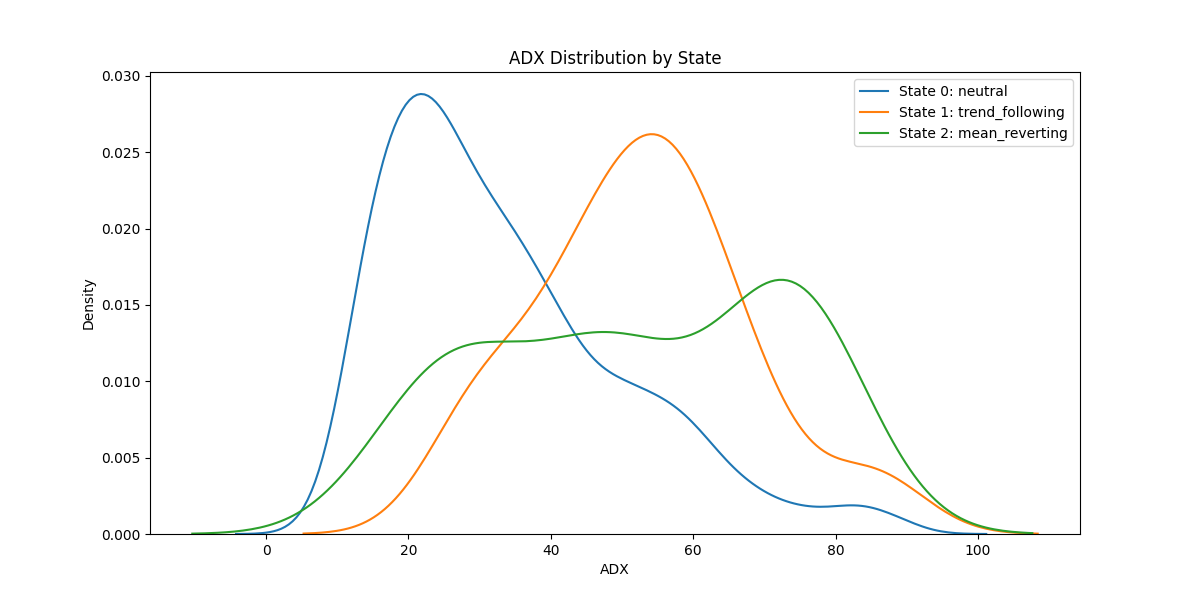 ADX Distribution by State
State 0: neutral
State 1: trend_following
State 2: mean_reverting
Density
0.030
0.025
0.020
0.015
0.010
0.005
0.000
0 20 40 60 80 100
ADX